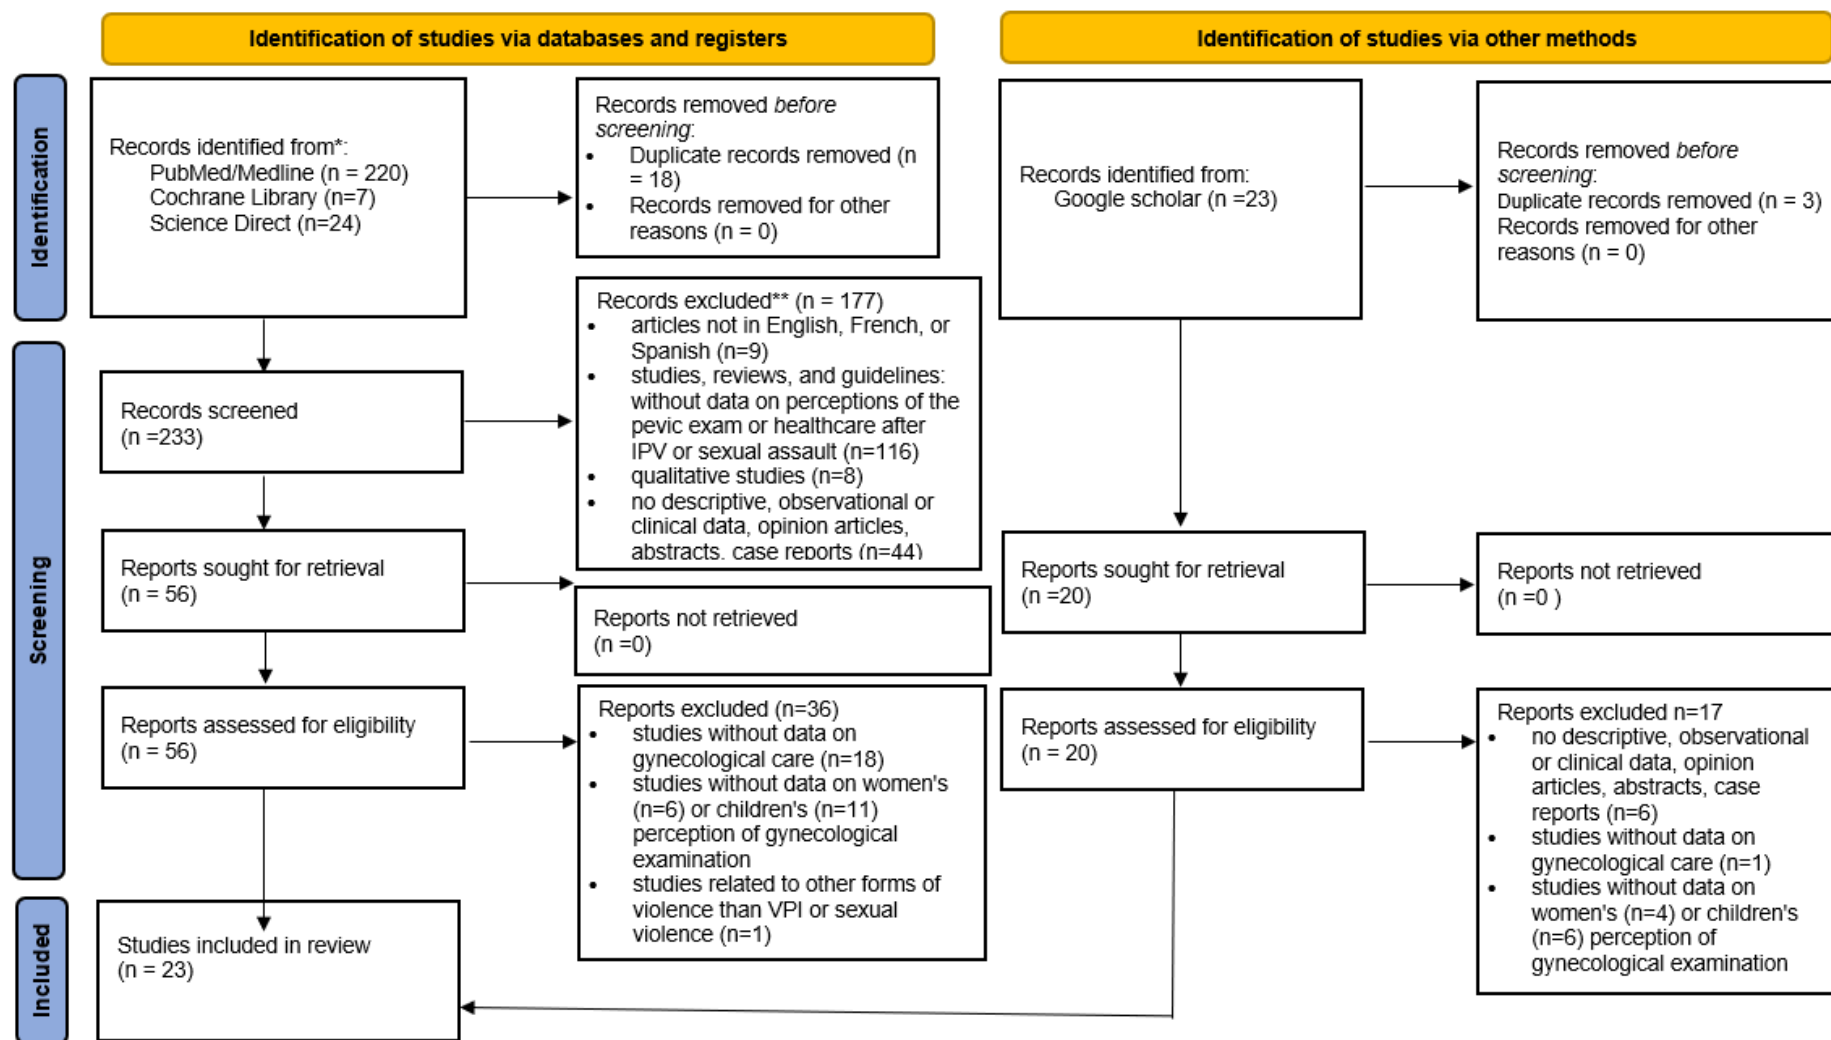 Identification of studies via databases and registers
Identification of studies via other methods
Identification
Records identified from*:
PubMed/Medline (n = 220)
Cochrane Library (n=7)
Science Direct (n=24)
Records removed before
screening:
• Duplicate records removed (n
= 18)
• Records removed for other
reasons (n = 0)
Records identified from:
Google scholar (n =23)
Records removed before
screening:
Duplicate records removed (n = 3)
Records removed for other
reasons (n = 0)
Screening
Records screened
(n =233)
Records excluded** (n = 177)
• articles not in English, French, or
Spanish (n=9)
• studies, reviews, and guidelines:
without data on perceptions of the
pevic exam or healthcare after
IPV or sexual assault (n=116)
• qualitative studies (n=8)
• no descriptive, observational or
clinical data, opinion articles,
abstracts, case reports (n=44)
Reports sought for retrieval
(n = 56)
Reports not retrieved
(n =0)
Reports sought for retrieval
(n =20)
Reports not retrieved
(n =0 )
Reports assessed for eligibility
(n = 56)
Reports excluded (n=36)
• studies without data on
gynecological care (n=18)
• studies without data on women's
(n=6) or children's (n=11)
perception of gynecological
examination
• studies related to other forms of
violence than VPI or sexual
violence (n=1)
Reports assessed for eligibility
(n = 20)
Reports excluded n=17
• no descriptive, observational
or clinical data, opinion
articles, abstracts, case
reports (n=6)
• studies without data on
gynecological care (n=1)
• studies without data on
women's (n=4) or children's
(n=6) perception of
gynecological examination
Included
Studies included in review
(n = 23)